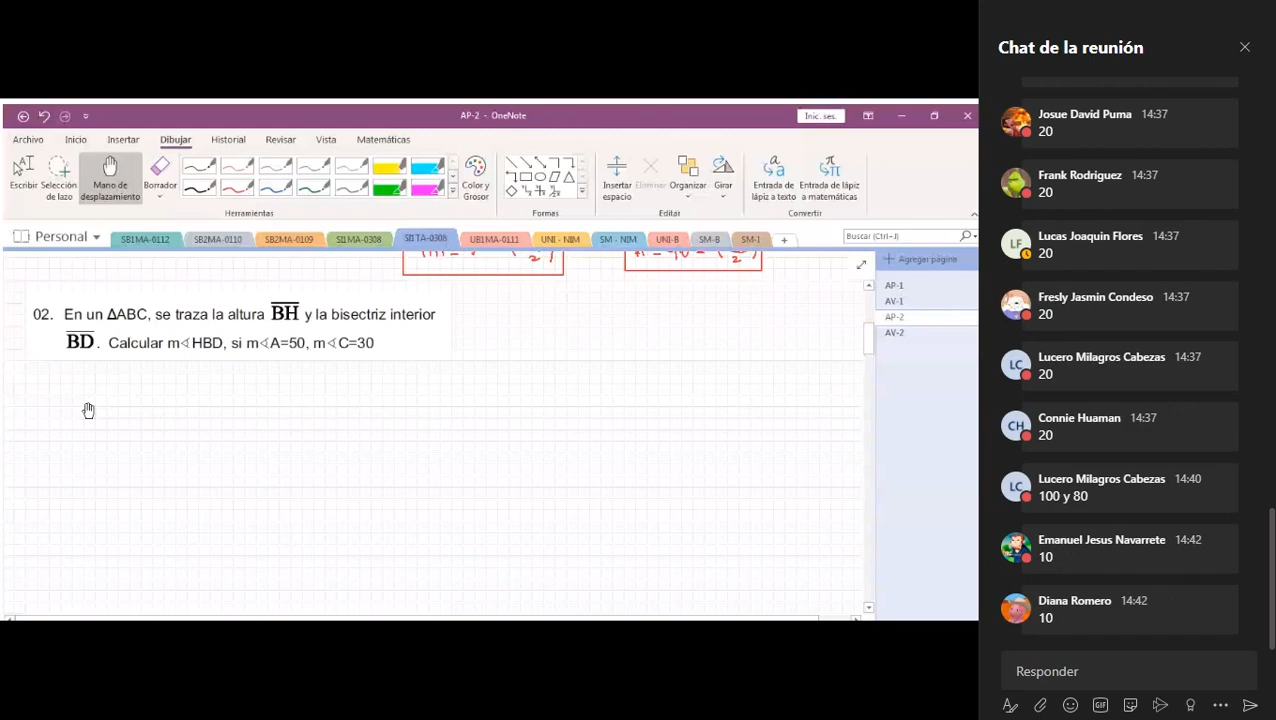 Chat de la reunión
AP-2 - OneNote
Inic. ses.
Archivo Inicio Insertar Dibujar Historial Revisar Vista Matemáticas
Escribir
Selección de lazo
Mano de desplazamiento
Borrador
Color y Grosor
Insertar espacio
Eliminar
Organizar
Girar
Entrada de lápiz a texto
Entrada de lápiz a matemáticas
Herramientas
Formas
Editar
Convertir
Personal
SB1MA-0112 SB2MA-0110 SB2MA-0109 SI1MA-0308 SI1TA-0308 UB1MA-0111 UNI - NIM SM - NIM UNI-B SM-B SM-1
Buscar (Ctrl+J)
Agregar página
AP-1
AV-1
AP-2
AV-2
02. En un ΔABC, se traza la altura BH y la bisectriz interior
BD. Calcular m∢HBD, si m∢A=50, m∢C=30
Josue David Puma 14:37
20
Frank Rodriguez 14:37
20
14:37
20
Fresly Jasmin Condeso 14:37
20
LC
Lucero Milagros Cabezas 14:37
20
CH
Connie Huaman 14:37
20
LC
Lucero Milagros Cabezas 14:40
100 y 80
Emanuel Jesus Navarrete 14:42
10
Diana Romero 14:42
10
Responder
GIF